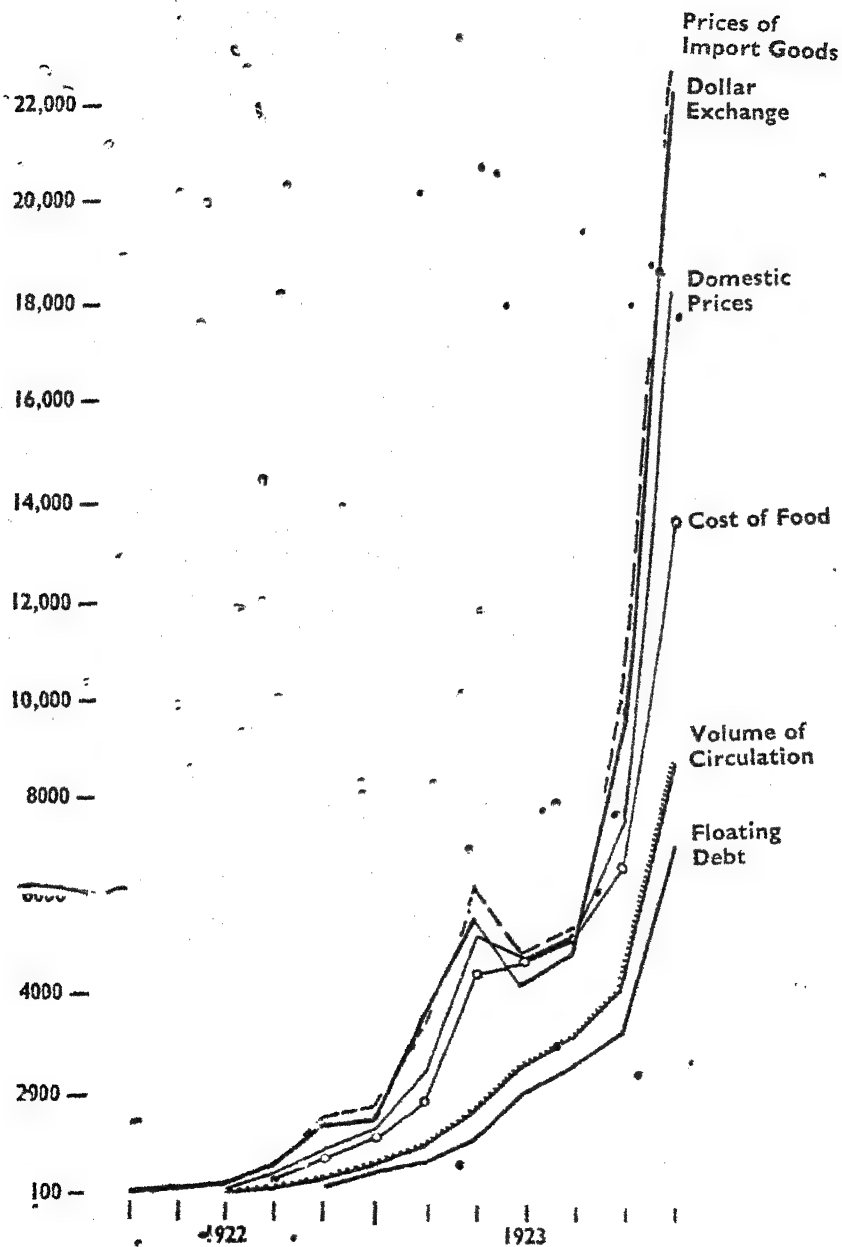 Prices of
Import Goods
Dollar
Exchange
22,000
20,000
Domestic
Prices
18,000
16,000
14,000
Cost of Food
12,000
10,000
Volume of
Circulation
8000
Floating
Debt
6000
4000
2900
100
1922
1923